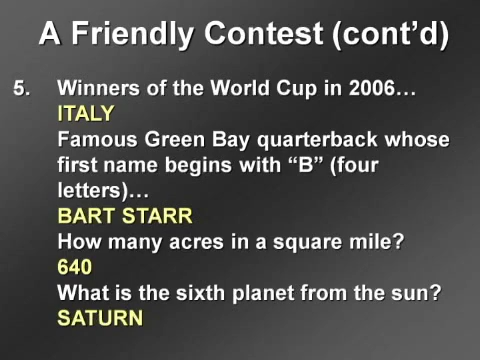 A Friendly Contest (cont’d)
5. Winners of the World Cup in 2006…
ITALY
Famous Green Bay quarterback whose
first name begins with “B” (four
letters)…
BART STARR
How many acres in a square mile?
640
What is the sixth planet from the sun?
SATURN